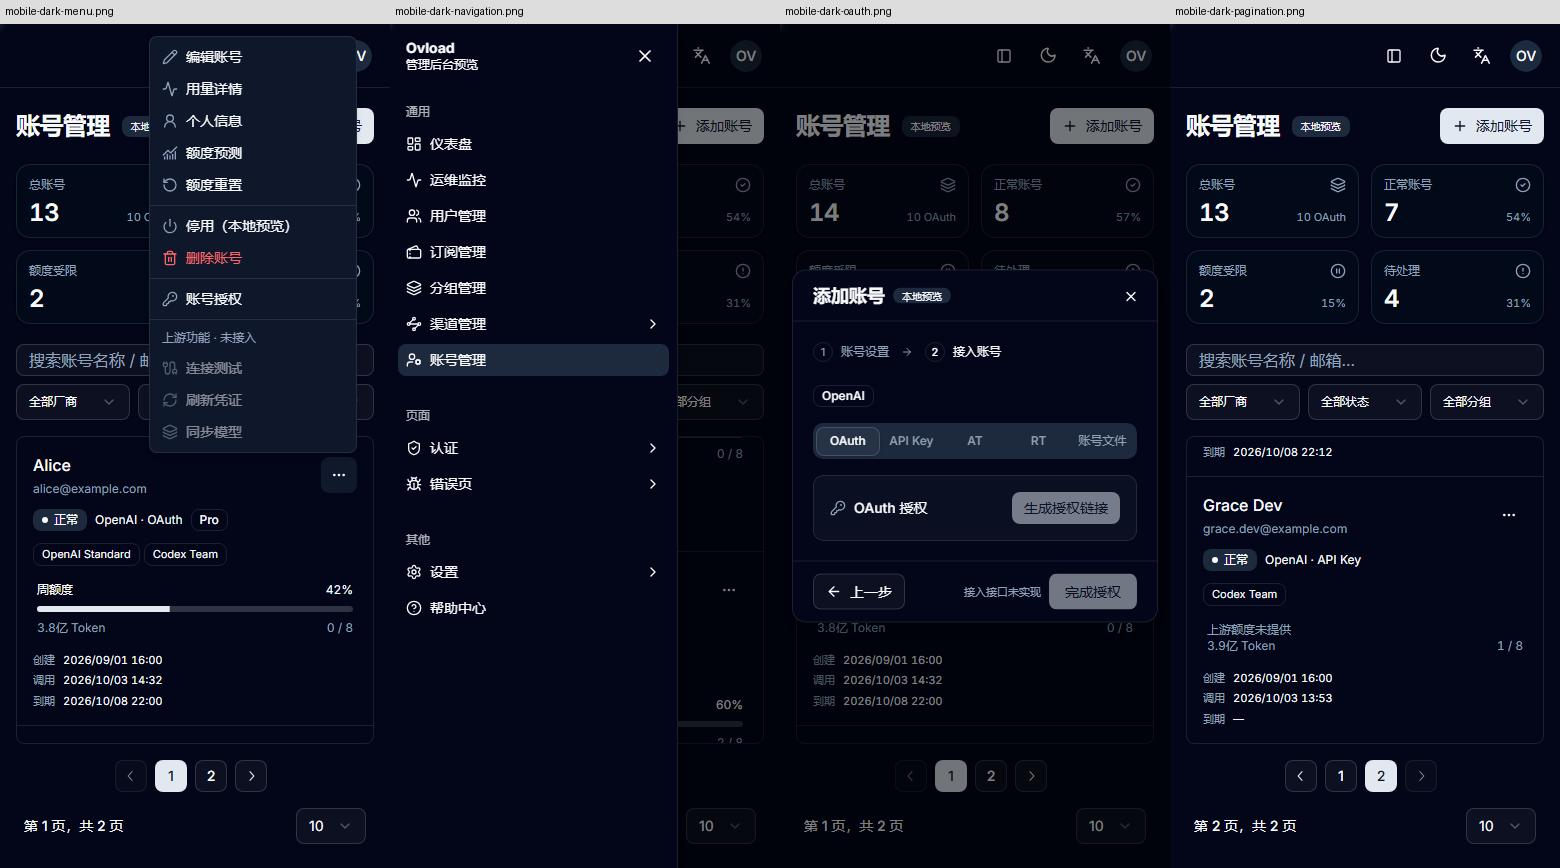 mobile-dark-menu.png
V
编辑账号
用量详情
个人信息
额度预测
额度重置
停用（本地预览）
删除账号
账号授权
上游功能 · 未接入
连接测试
刷新凭证
同步模型
账号管理
总账号
13
额度受限
2
搜索账号名称 /
全部厂商
Alice
alice@example.com
正常 OpenAI · OAuth Pro
OpenAI Standard Codex Team
周额度 42%
3.8亿 Token 0 / 8
创建 2026/09/01 16:00
调用 2026/10/03 14:32
到期 2026/10/08 22:00
1 2
第 1 页，共 2 页 10
mobile-dark-navigation.png
Ovload
管理后台预览
OV
通用
仪表盘
运维监控
用户管理
订阅管理
分组管理
渠道管理
账号管理
页面
认证
错误页
其他
设置
帮助中心
添加账号
54%
31%
部分组
0 / 8
60%
2 / 8
10
mobile-dark-oauth.png
OV
账号管理 本地预览 添加账号
总账号
14 10 OAuth
正常账号
8 57%
额度受限
待处理
添加账号 本地预览
1 账号设置 2 接入账号
OpenAI
OAuth API Key AT RT 账号文件
OAuth 授权 生成授权链接
上一步 接入接口未实现 完成授权
3.8亿 Token 0 / 8
创建 2026/09/01 16:00
调用 2026/10/03 14:32
到期 2026/10/08 22:00
1 2
第 1 页，共 2 页 10
mobile-dark-pagination.png
OV
账号管理 本地预览 添加账号
总账号
13 10 OAuth
正常账号
7 54%
额度受限
2 15%
待处理
4 31%
搜索账号名称 / 邮箱...
全部厂商 全部状态 全部分组
到期 2026/10/08 22:12
Grace Dev
grace.dev@example.com
正常 OpenAI · API Key
Codex Team
上游额度未提供
3.9亿 Token 1 / 8
创建 2026/09/01 16:00
调用 2026/10/03 13:53
到期 —
1 2
第 2 页，共 2 页 10